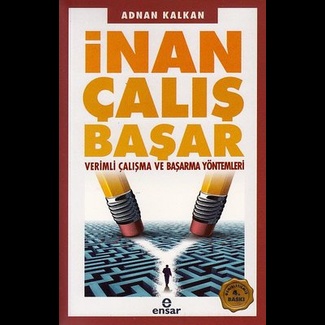 ADNAN KALKAN
İNAN
ÇALIŞ
BAŞAR
VERİMLİ ÇALIŞMA VE BAŞARMA YÖNTEMLERİ
BASKI
ensar